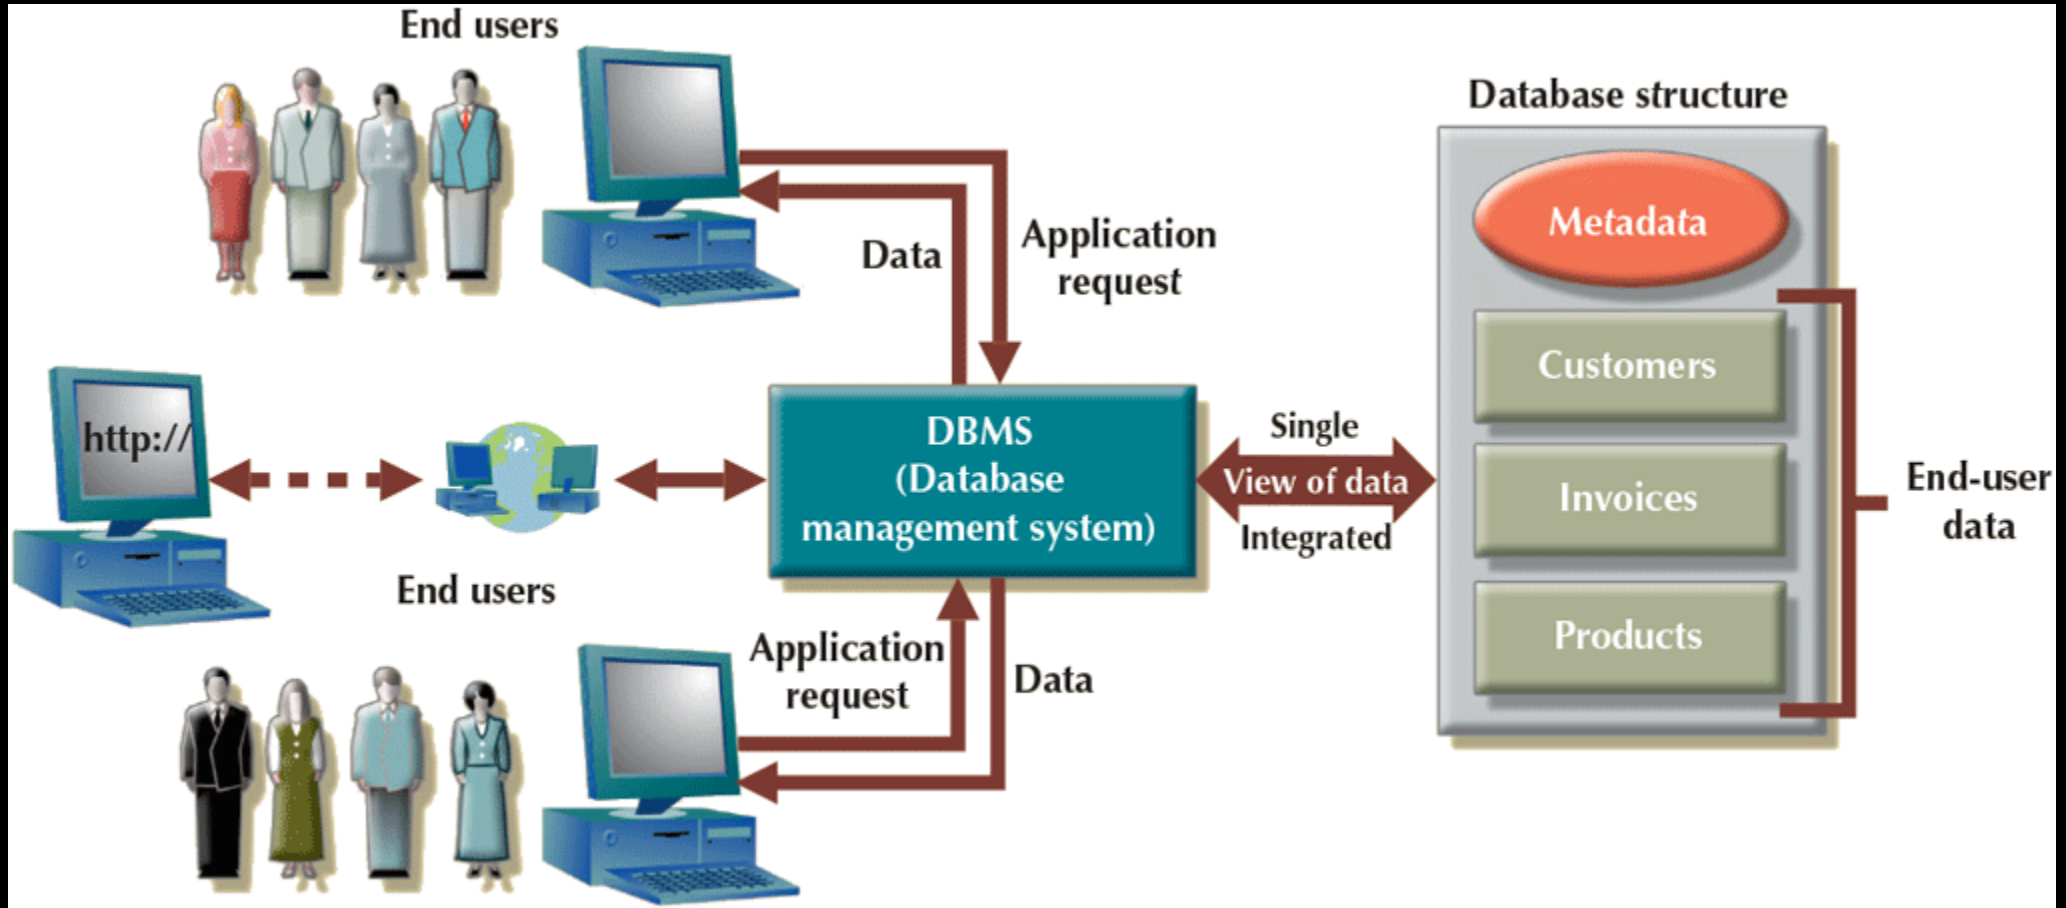 End users
Database structure
Metadata
Data
Application
request
Customers
http://
DBMS
(Database
management system)
Single
View of data
Integrated
Invoices
End-user
data
End users
Application
request
Data
Products